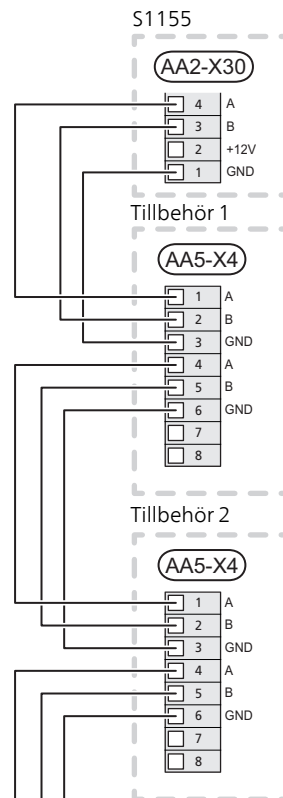 S1155
AA2-X30
4 A
3 B
2 +12V
1 GND
Tillbehör 1
AA5-X4
1 A
2 B
3 GND
4 A
5 B
6 GND
7
8
Tillbehör 2
AA5-X4
1 A
2 B
3 GND
4 A
5 B
6 GND
7
8